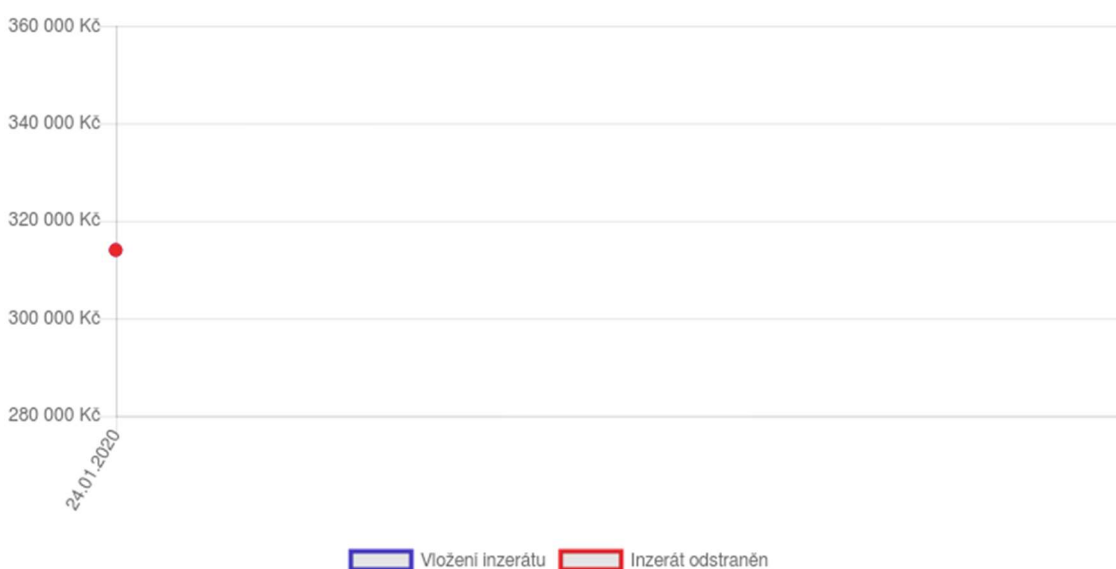 360 000 Kč
340 000 Kč
320 000 Kč
300 000 Kč
280 000 Kč
24.01.2020
Vložení inzerátu Inzerát odstraněn